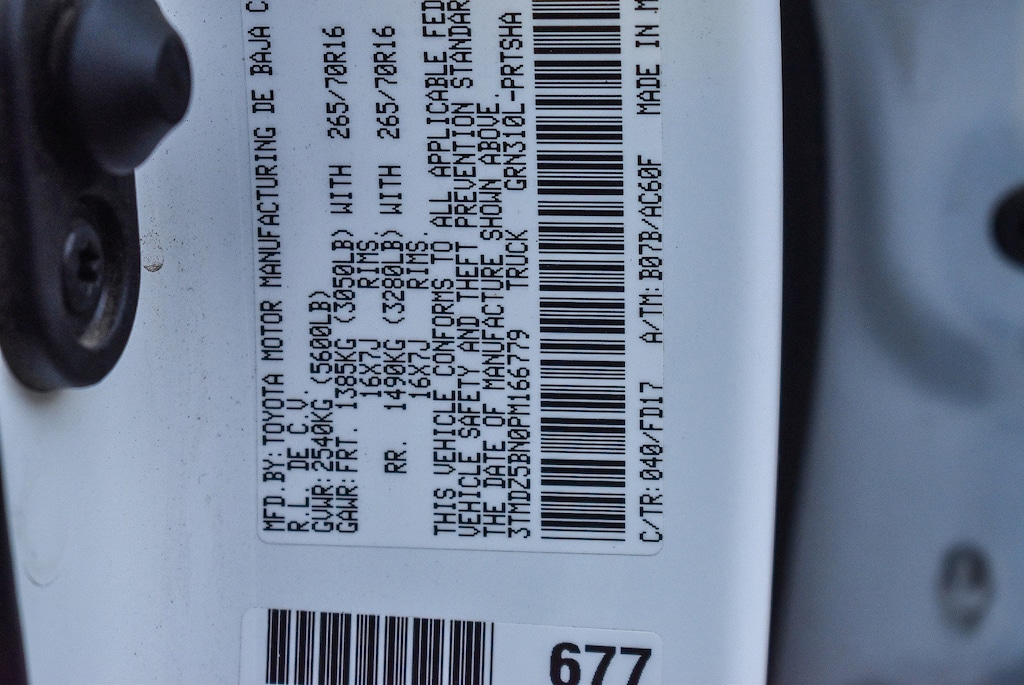 MFD.BY:TOYOTA MOTOR MANUFACTURING DE BAJA C
R.L. DE C.V.
GVWR:2540KG(5600LB)
GAWR:FRT. 1385KG (3050LB) WITH 265/70R16
16X7J RIMS,
RR. 1490KG (3280LB) WITH 265/70R16
16X7J RIMS.
THIS VEHICLE CONFORMS TO ALL APPLICABLE FED
VEHICLE SAFETY AND THEFT PREVENTION STANDAR
THE DATE OF MANUFACTURE SHOWN ABOVE.
3TMDZ5BN0PM166779 TRUCK GRN310L-PRTSHA
C/TR:040/FD17 A/TM:B07B/AC60F MADE IN M
677